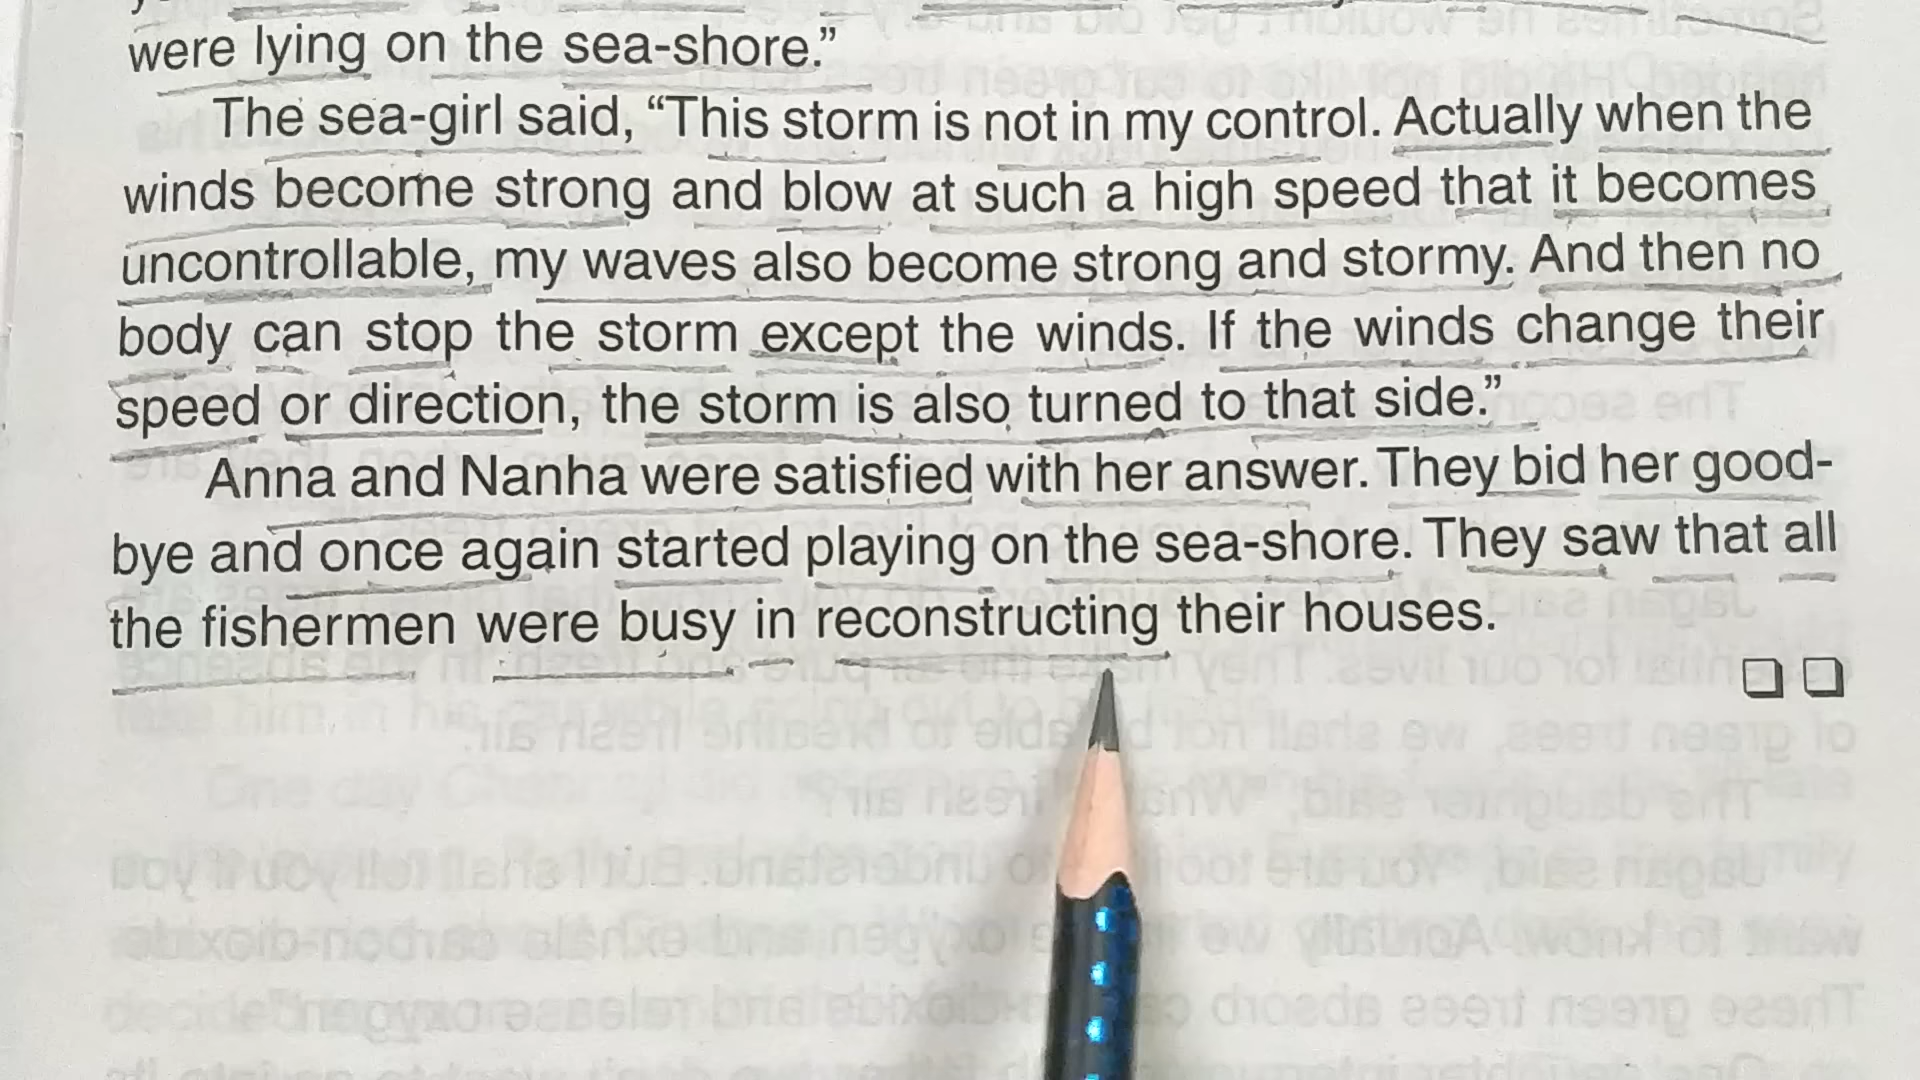 were lying on the sea-shore.”
The sea-girl said, “This storm is not in my control. Actually when the
winds become strong and blow at such a high speed that it becomes
uncontrollable, my waves also become strong and stormy. And then no
body can stop the storm except the winds. If the winds change their
speed or direction, the storm is also turned to that side.”
Anna and Nanha were satisfied with her answer. They bid her good-
bye and once again started playing on the sea-shore. They saw that all
the fishermen were busy in reconstructing their houses.